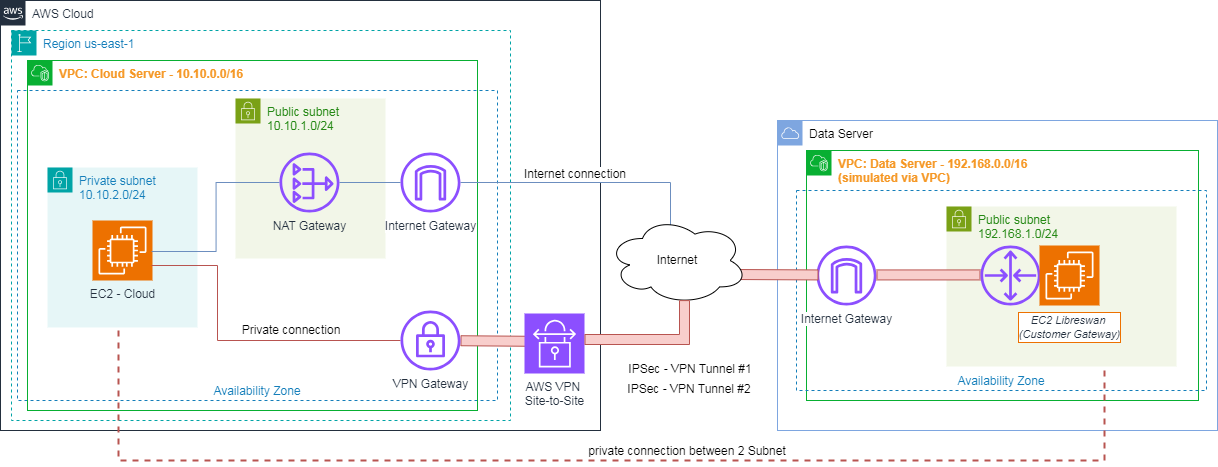 aws
AWS Cloud
Region us-east-1
VPC: Cloud Server - 10.10.0.0/16
Public subnet
10.10.1.0/24
NAT Gateway
Internet Gateway
Private subnet
10.10.2.0/24
EC2 - Cloud
Internet connection
Private connection
VPN Gateway
AWS VPN
Site-to-Site
Availability Zone
Internet
IPSec - VPN Tunnel #1
IPSec - VPN Tunnel #2
Data Server
VPC: Data Server - 192.168.0.0/16
(simulated via VPC)
Public subnet
192.168.1.0/24
Internet Gateway
EC2 Libreswan
(Customer Gateway)
Availability Zone
private connection between 2 Subnet